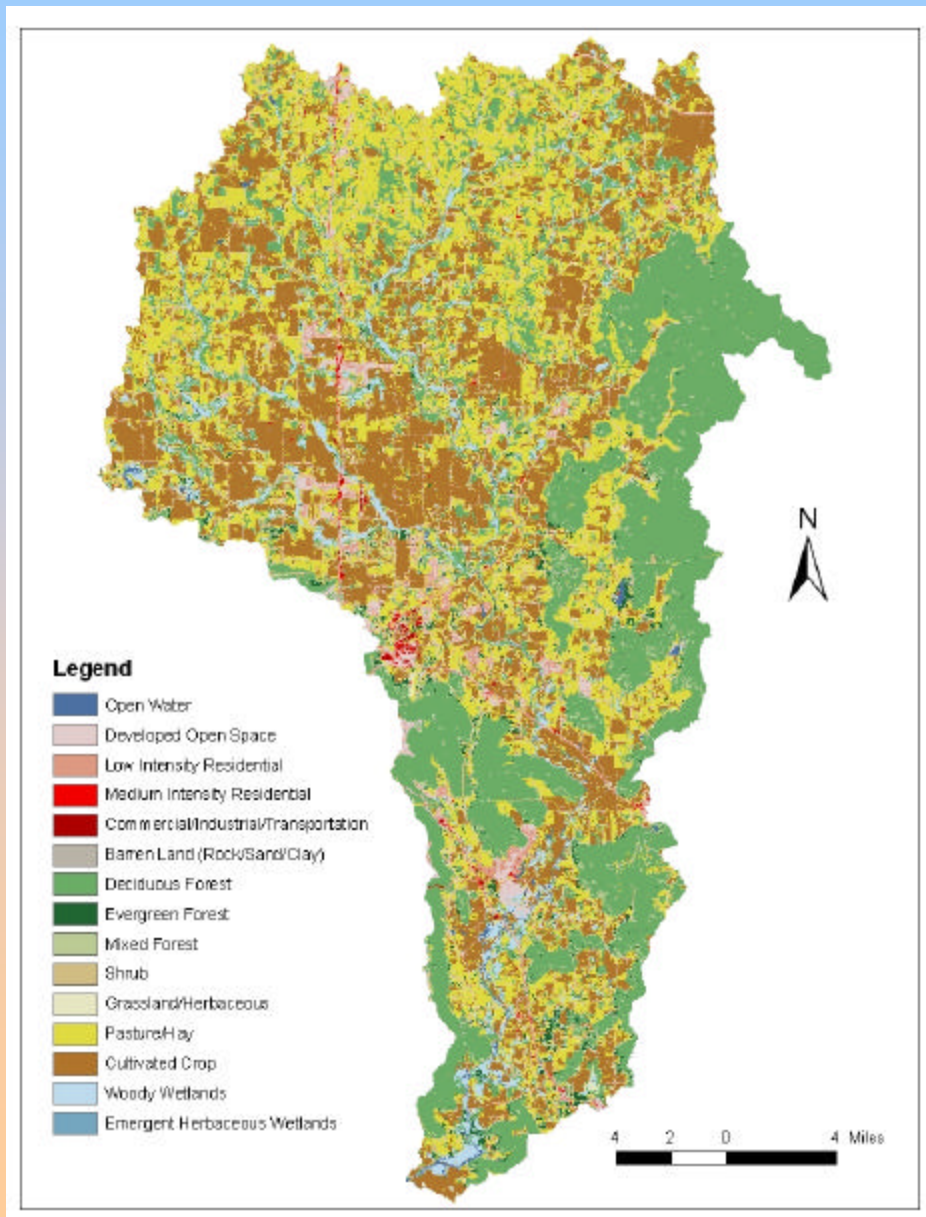 N
Legend
Open Water
Developed Open Space
Low Intensity Residential
Medium Intensity Residential
Commercial/Industrial/Transportation
Barren Land (Rock/Sand/Clay)
Deciduous Forest
Evergreen Forest
Mixed Forest
Shrub
Grassland/Herbaceous
Pasture/Hay
Cultivated Crop
Woody Wetlands
Emergent Herbaceous Wetlands
4 2 0 4 Miles